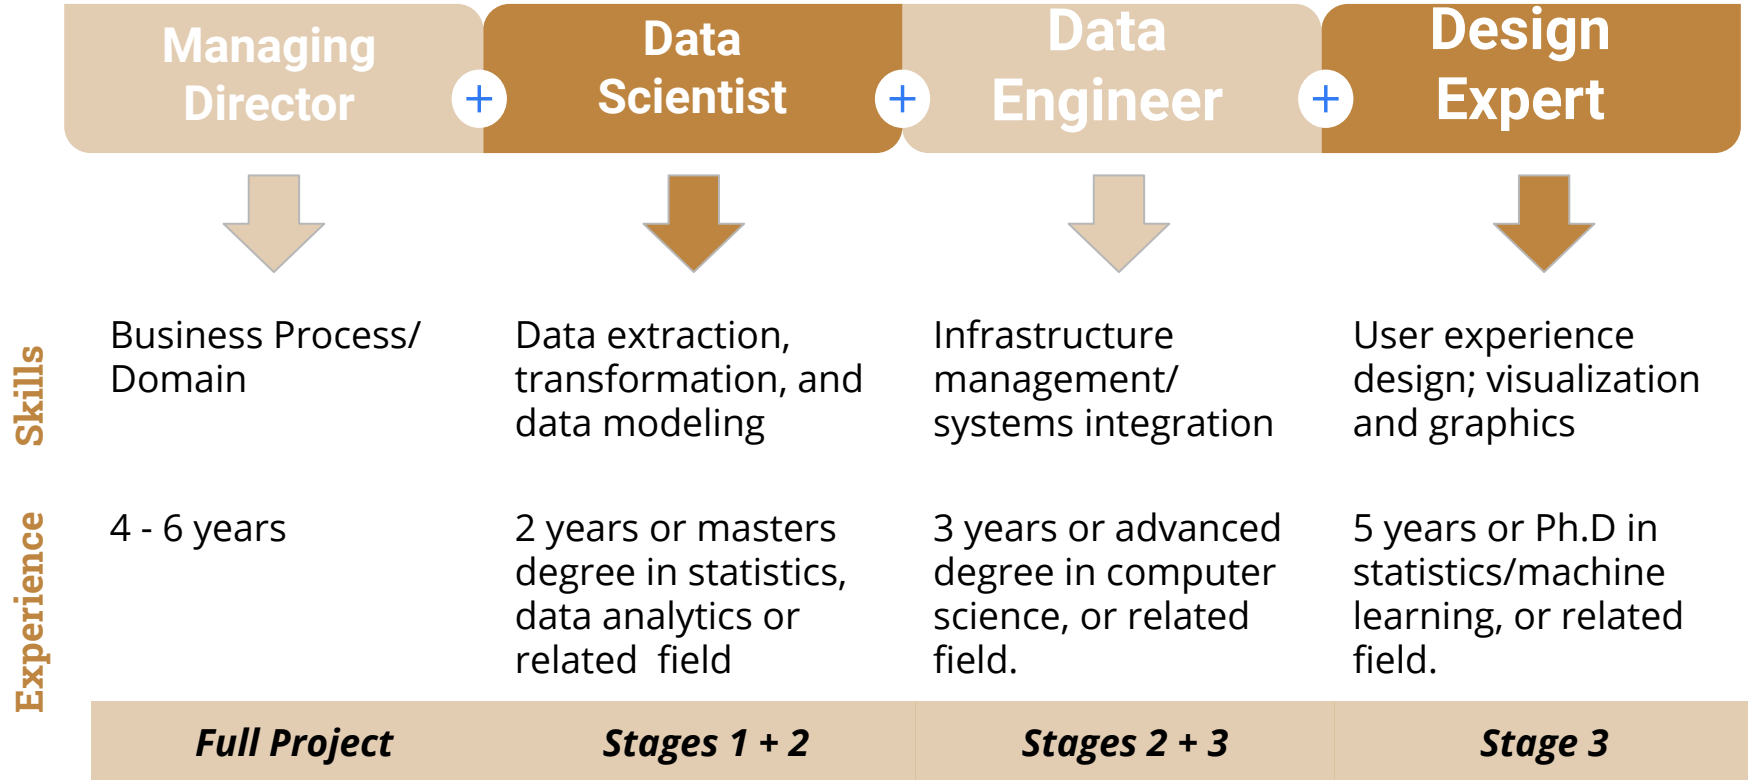 Managing
Director
Data
Scientist
Data
Engineer
Design
Expert
+
+
+
Skills
Business Process/
Domain
Data extraction,
transformation, and
data modeling
Infrastructure
management/
systems integration
User experience
design; visualization
and graphics
Experience
4 - 6 years
2 years or masters
degree in statistics,
data analytics or
related field
3 years or advanced
degree in computer
science, or related
field.
5 years or Ph.D in
statistics/machine
learning, or related
field.
Full Project
Stages 1 + 2
Stages 2 + 3
Stage 3